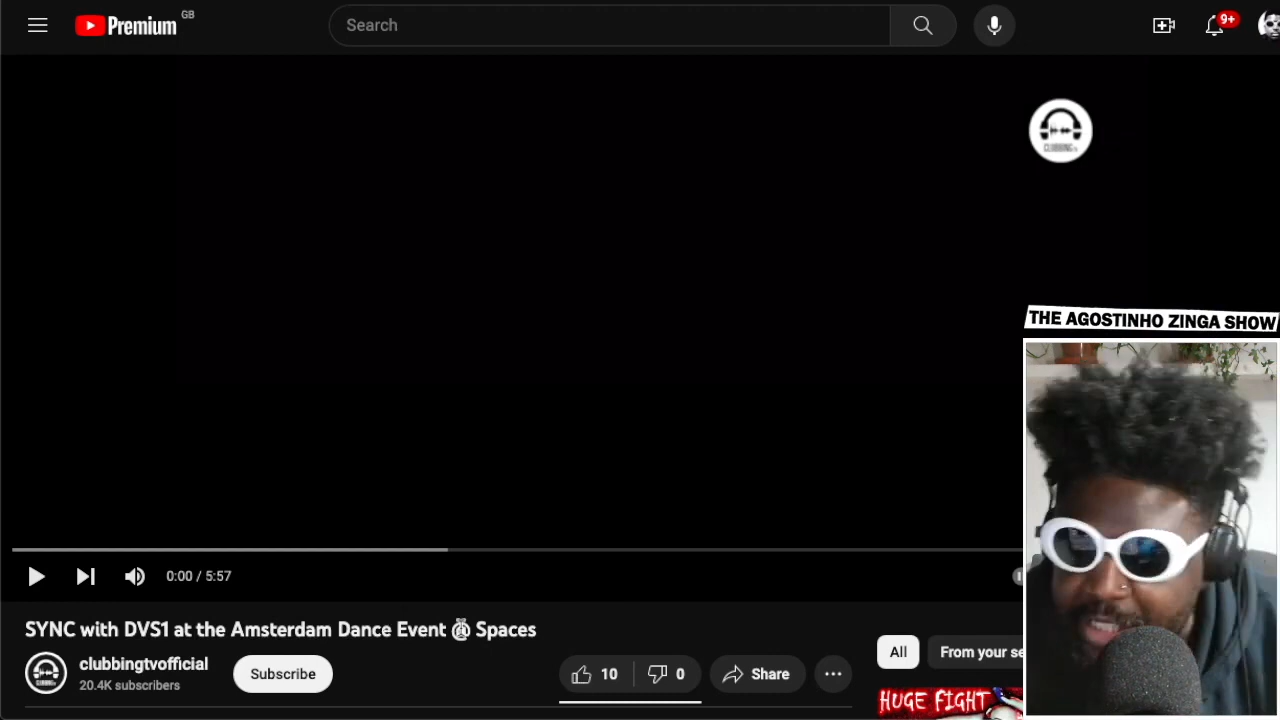 Premium
GB
Search
9+
CLUBBING
THE AGOSTINHO ZINGA SHOW
0:00 / 5:57
SYNC with DVS1 at the Amsterdam Dance Event @ Spaces
clubbingtvofficial
20.4K subscribers
Subscribe
10
0
Share
All
From your se
HUGE FIGHT